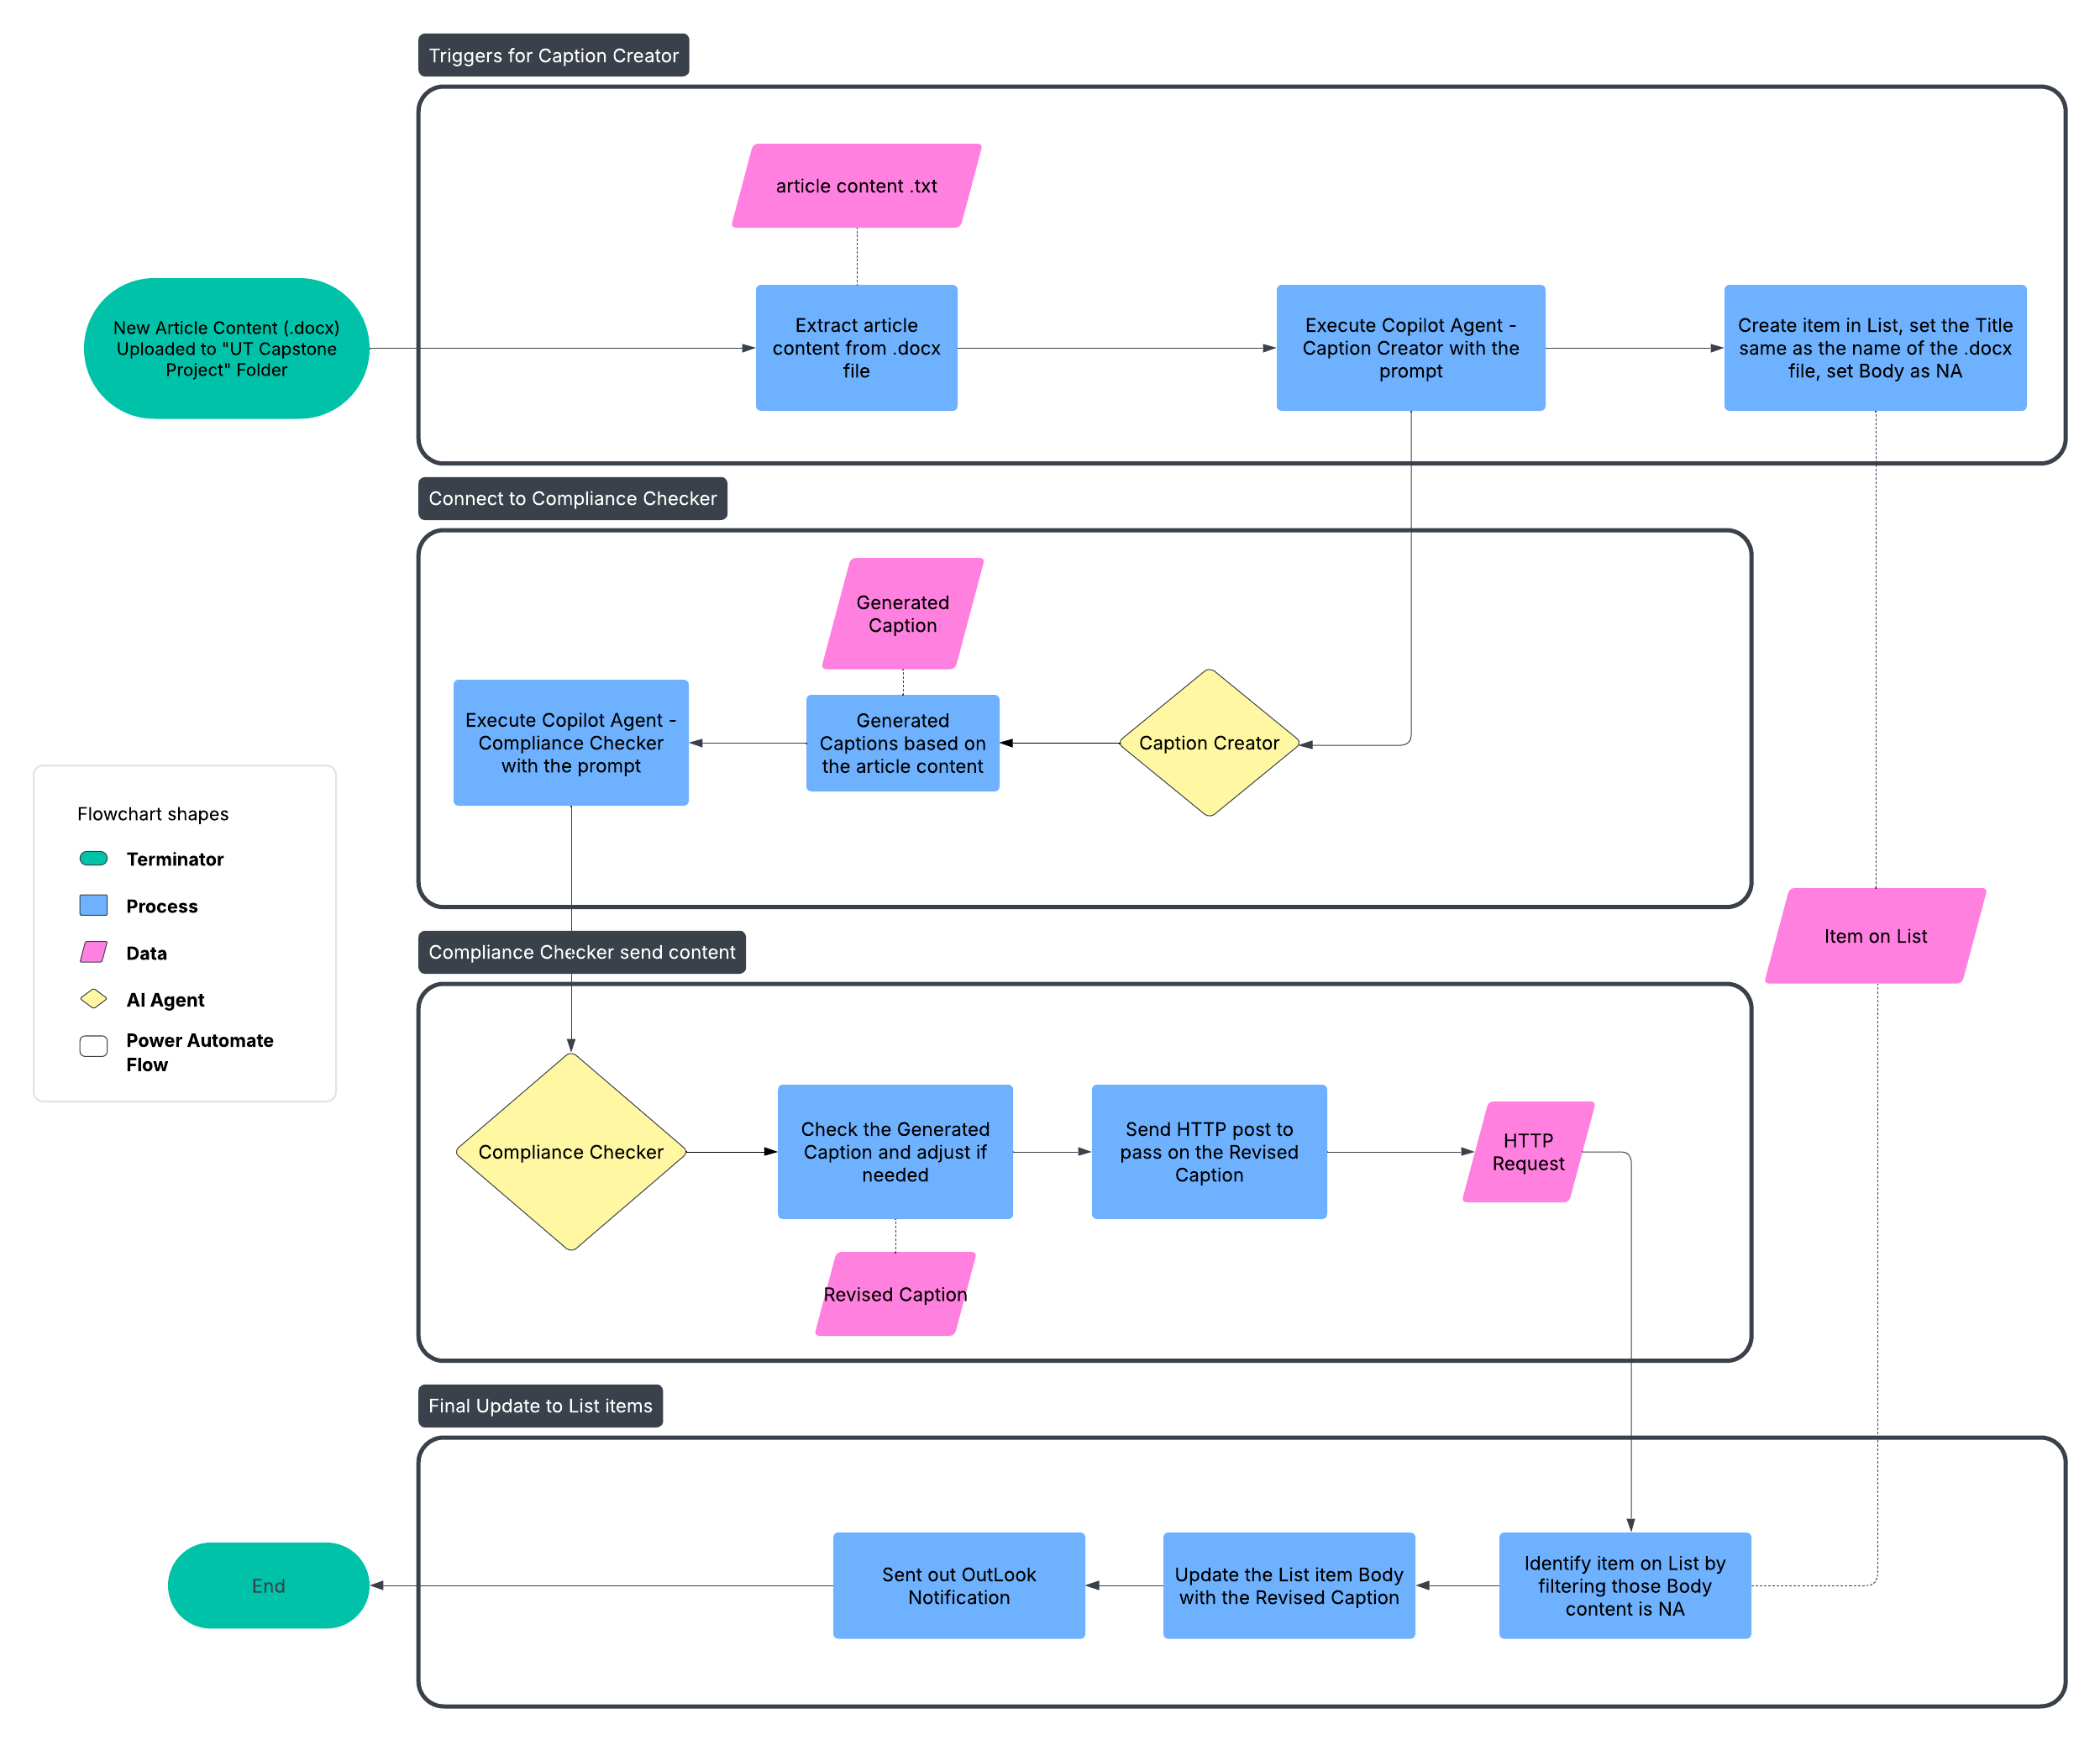 Triggers for Caption Creator
article content .txt
New Article Content (.docx)
Uploaded to "UT Capstone
Project" Folder
Extract article
content from .docx
file
Execute Copilot Agent -
Caption Creator with the
prompt
Create item in List, set the Title
same as the name of the .docx
file, set Body as NA
Connect to Compliance Checker
Generated
Caption
Execute Copilot Agent -
Compliance Checker
with the prompt
Generated
Captions based on
the article content
Caption Creator
Flowchart shapes
Terminator
Process
Data
AI Agent
Power Automate
Flow
Item on List
Compliance Checker send content
Compliance Checker
Check the Generated
Caption and adjust if
needed
Send HTTP post to
pass on the Revised
Caption
HTTP
Request
Revised Caption
Final Update to List items
End
Sent out OutLook
Notification
Update the List item Body
with the Revised Caption
Identify item on List by
filtering those Body
content is NA